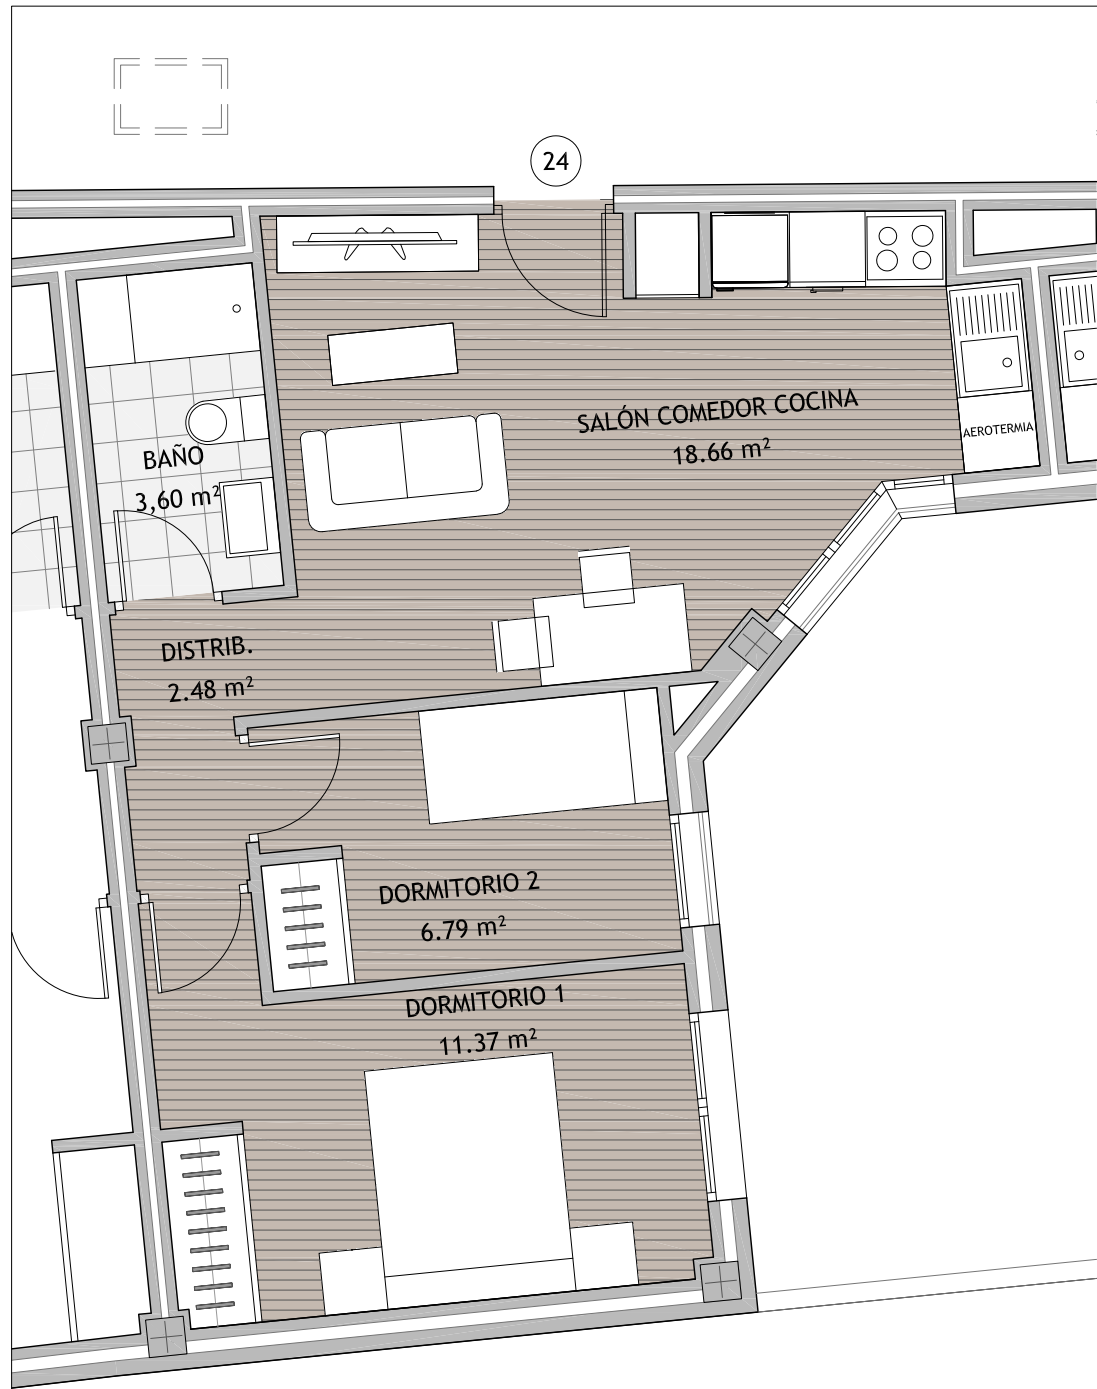 24
SALÓN COMEDOR COCINA
18.66 m²
AEROTERMIA
BAÑO
3,60 m²
DISTRIB.
2.48 m²
DORMITORIO 2
6.79 m²
DORMITORIO 1
11.37 m²